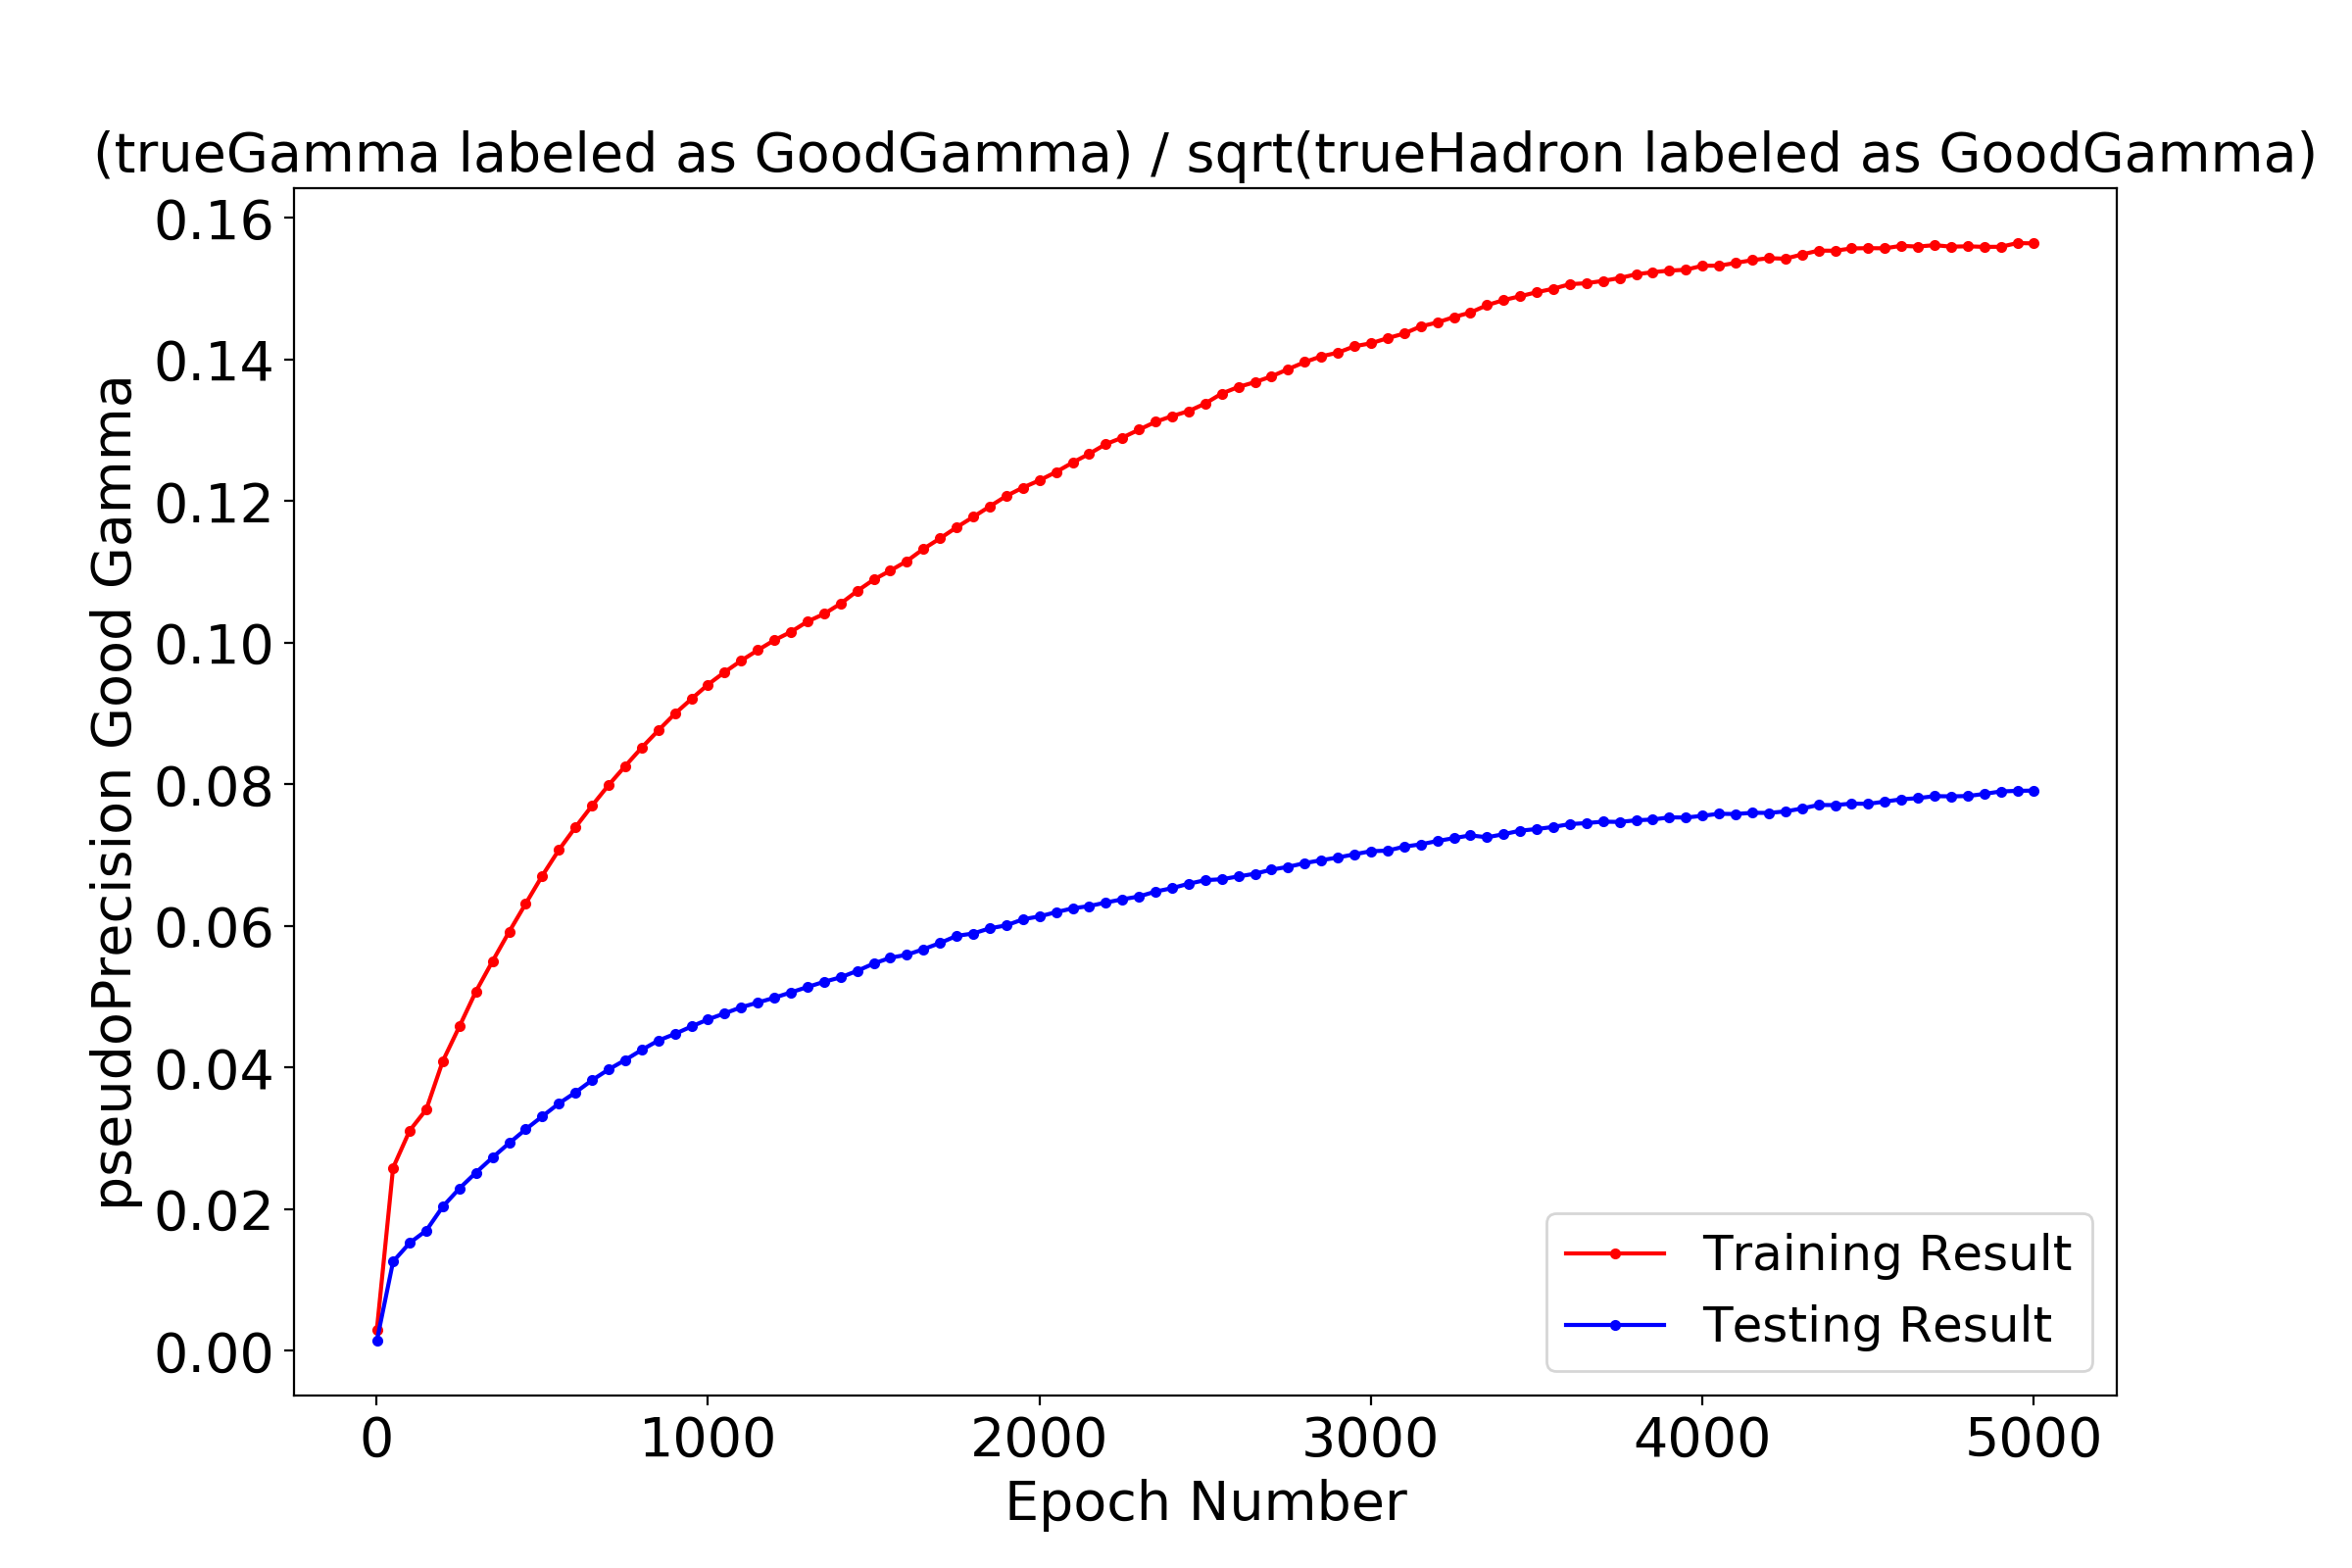 (trueGamma labeled as GoodGamma) / sqrt(trueHadron labeled as GoodGamma)
pseudoPrecision Good Gamma
0.16
0.14
0.12
0.10
0.08
0.06
0.04
0.02
0.00
Training Result
Testing Result
0 1000 2000 3000 4000 5000
Epoch Number